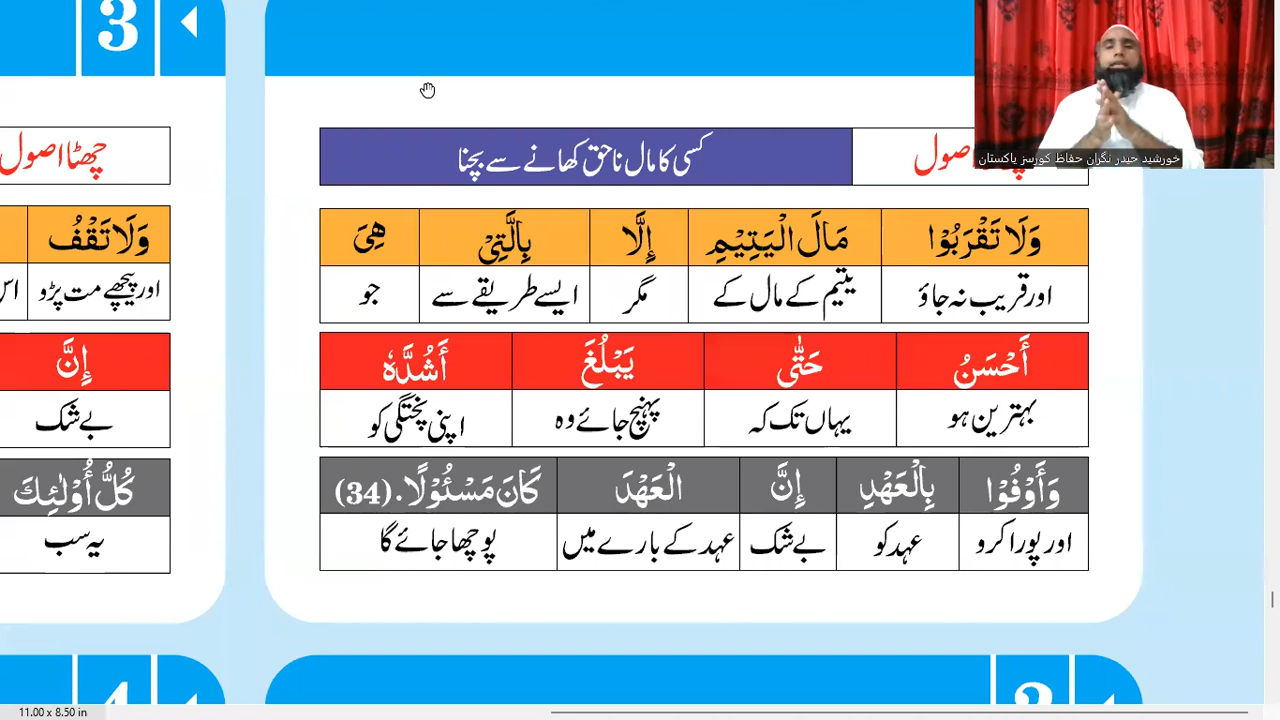 3
خورشید حیدر نگران حفاظ کورسز پاکستان
اصول
کسی کا مال ناحق کھانے سے بچنا
وَلَا تَقْرَبُوْا مَالَ الْيَتِيْمِ إِلَّا بِالَّتِيْ هِيَ
اور قریب نہ جاؤ یتیم کے مال کے مگر ایسے طریقے سے جو
أَحْسَنُ حَتّٰى يَبْلُغَ أَشُدَّهٗ
بہترین ہو یہاں تک کہ پہنچ جائے وہ اپنی پختگی کو
وَأَوْفُوْا بِالْعَهْدِ إِنَّ الْعَهْدَ كَانَ مَسْئُوْلًا. (34)
اور پورا کرو عہد کو بے شک عہد کے بارے میں پوچھا جائے گا
چھٹا اصول
وَلَا تَقْفُ
اور پیچھے مت پڑو
إِنَّ
بے شک
كُلُّ أُوْلٰئِكَ
یہ سب
11.00 x 8.50 in